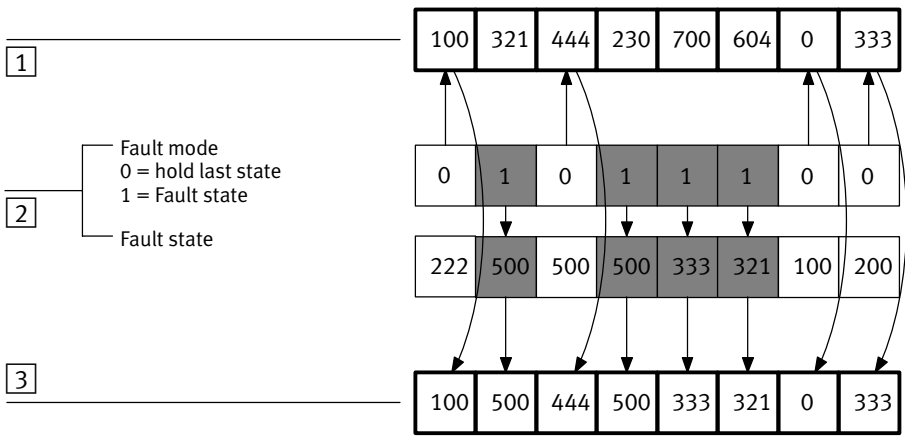 100 321 444 230 700 604 0 333
1
Fault mode
0 = hold last state
1 = Fault state
0 1 0 1 1 1 0 0
2
Fault state
222 500 500 500 333 321 100 200
3
100 500 444 500 333 321 0 333